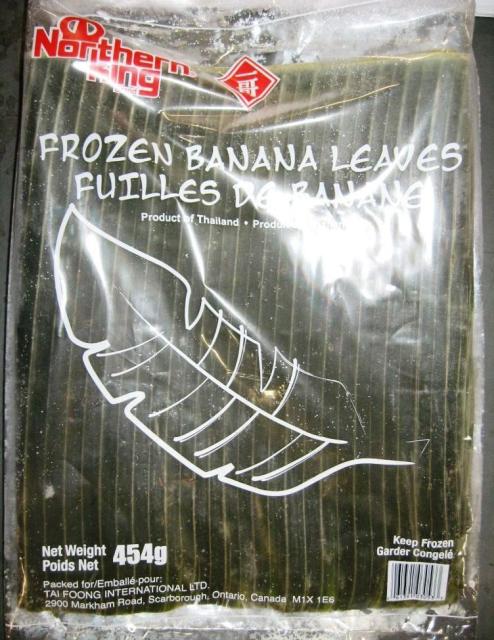 Northern
King
FROZEN BANANA LEAVES
FUILLES DE BANANE
Product of Thailand •
Net Weight 454g
Poids Net
Keep Frozen
Garder Congelé
Packed for/Emballé-pour:
TAI FOONG INTERNATIONAL LTD.
2900 Markham Road, Scarborough, Ontario, Canada M1X 1E6